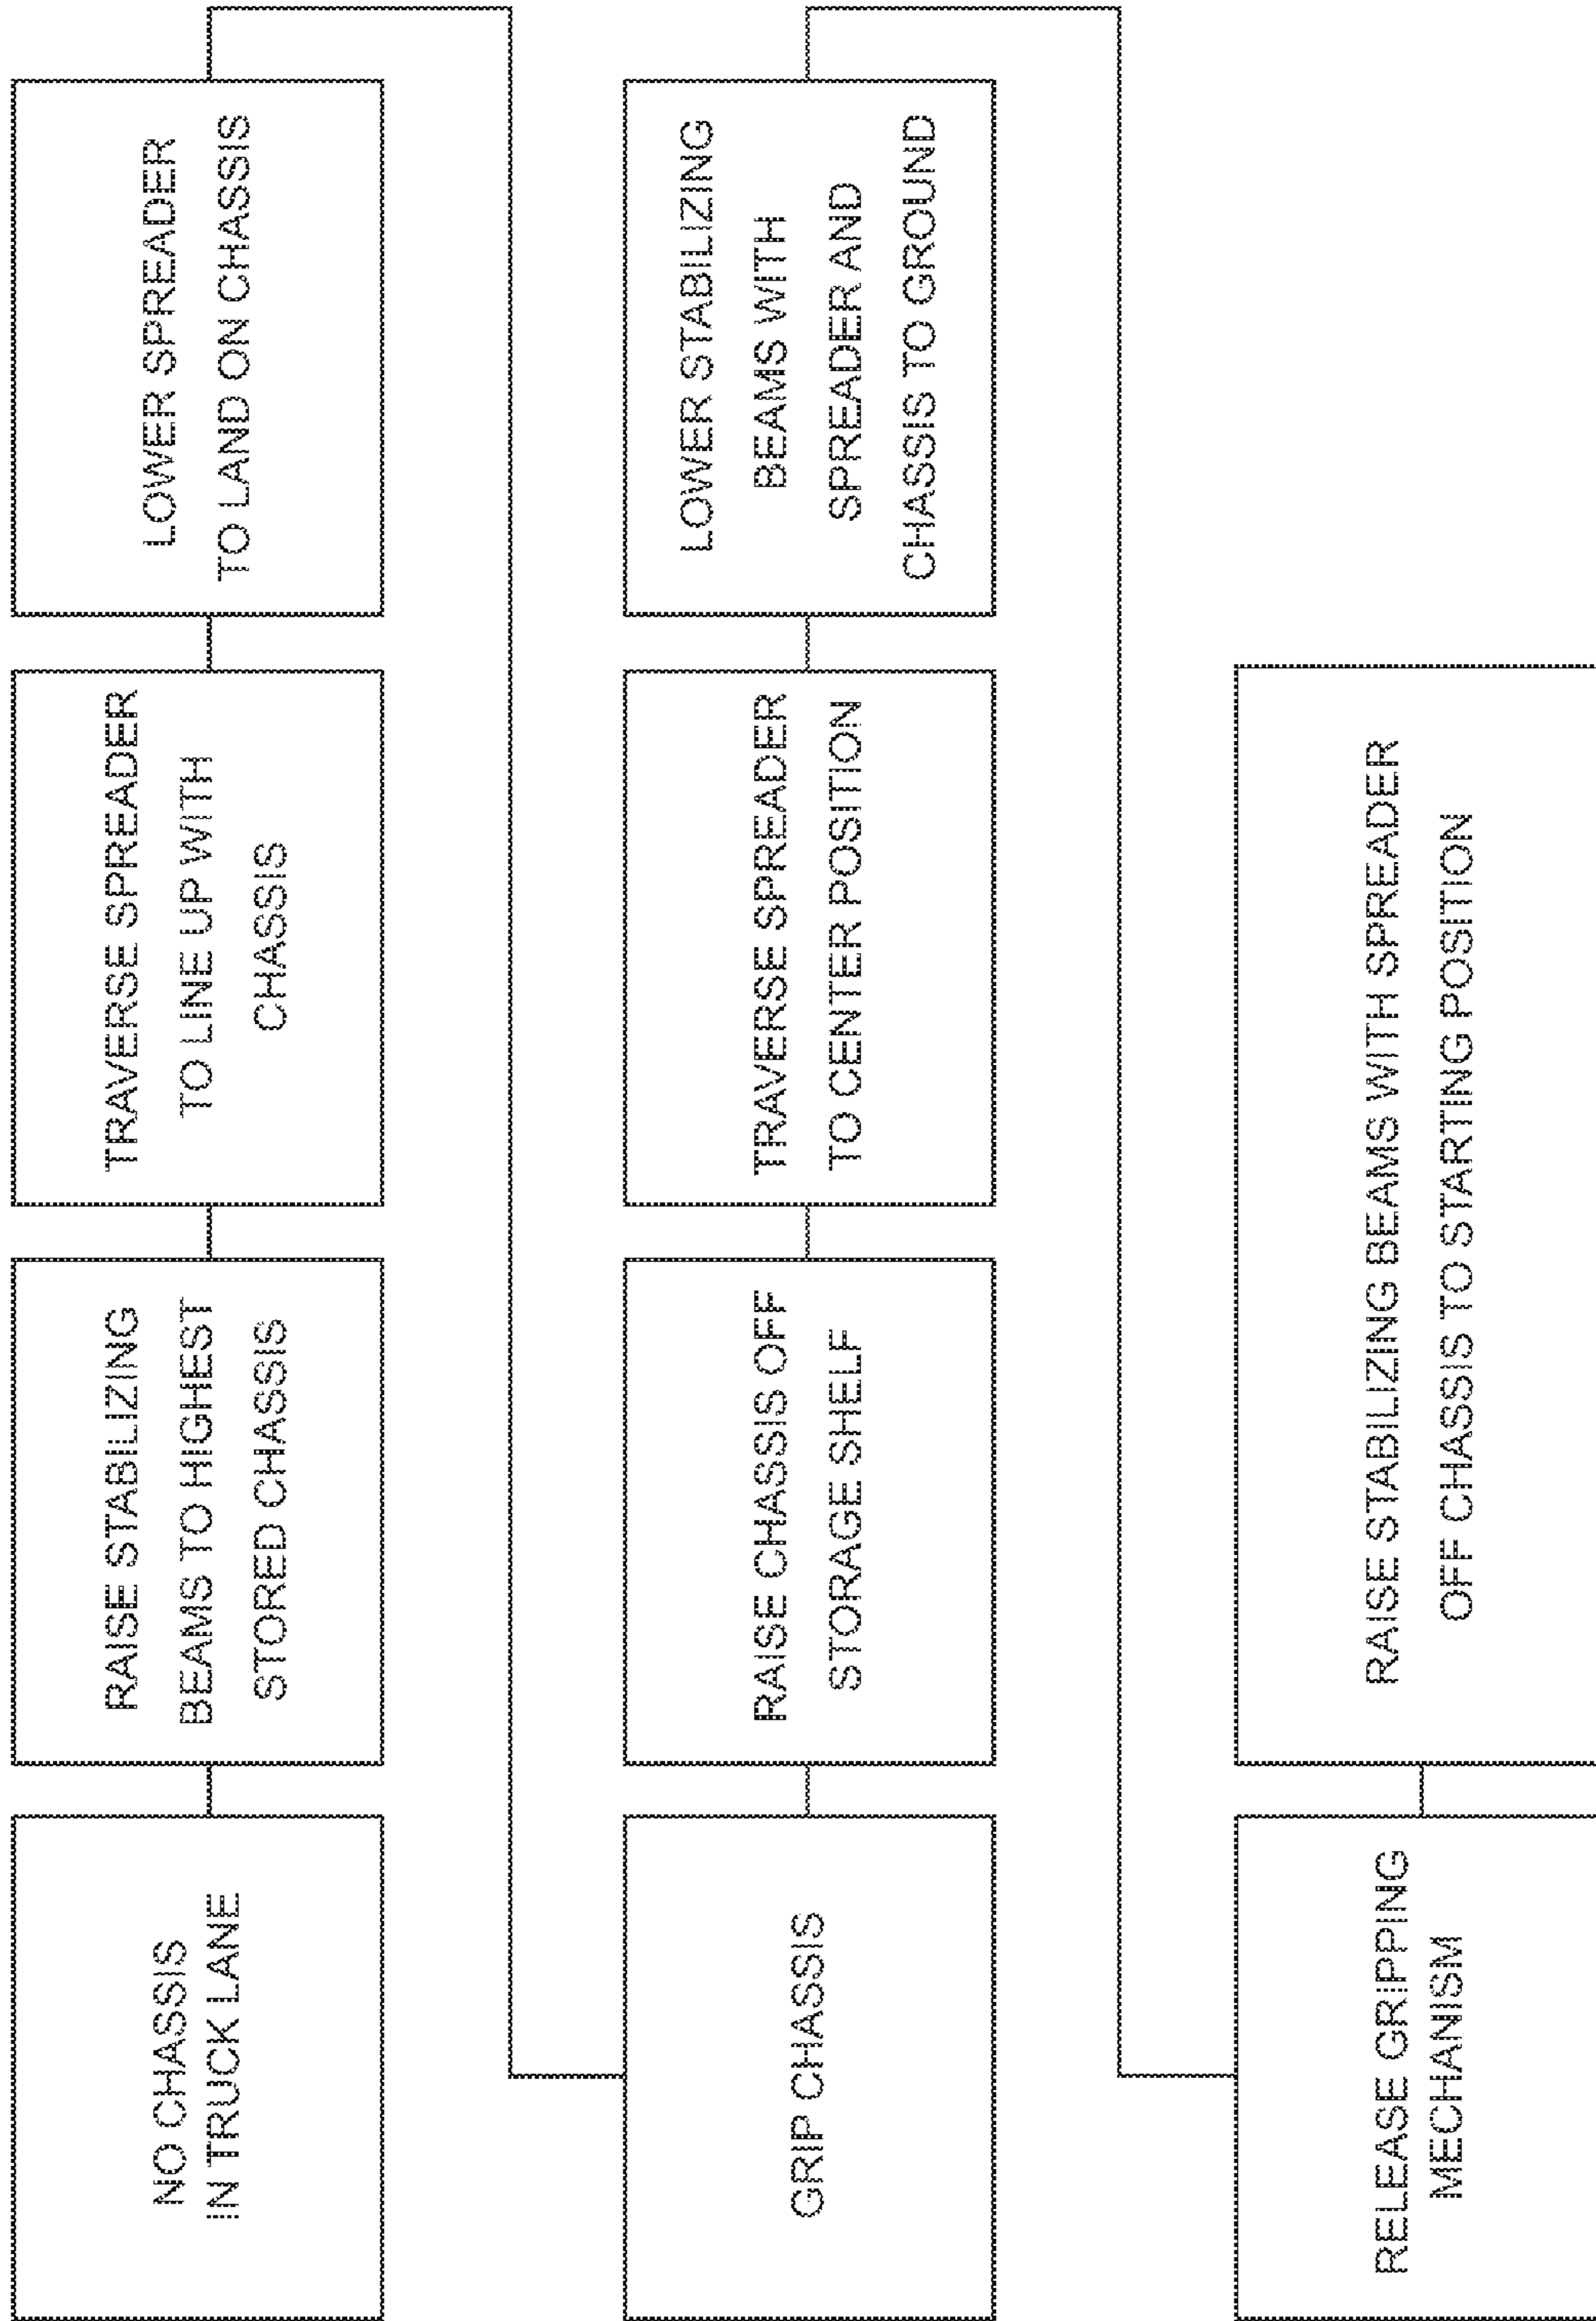 NO CHASSIS
IN TRUCK LANE
RAISE STABILIZING
BEAMS TO HIGHEST
STORED CHASSIS
TRAVERSE SPREADER
TO LINE UP WITH
CHASSIS
LOWER SPREADER
TO LAND ON CHASSIS
GRIP CHASSIS
RAISE CHASSIS OFF
STORAGE SHELF
TRAVERSE SPREADER
TO CENTER POSITION
LOWER STABILIZING
BEAMS WITH
SPREADER AND
CHASSIS TO GROUND
RELEASE GRIPPING
MECHANISM
RAISE STABILIZING BEAMS WITH SPREADER
OFF CHASSIS TO STARTING POSITION